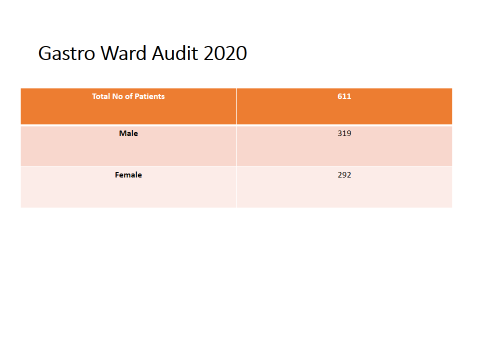 Gastro Ward Audit 2020
Total No of Patients 611
Male 319
Female 292